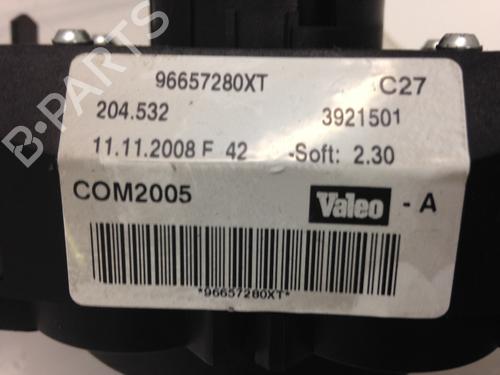 96657280XT C27
204.532 3921501
11.11.2008 F 42 -Soft: 2.30
COM2005 Valeo - A
*96657280XT*
B-PARTS